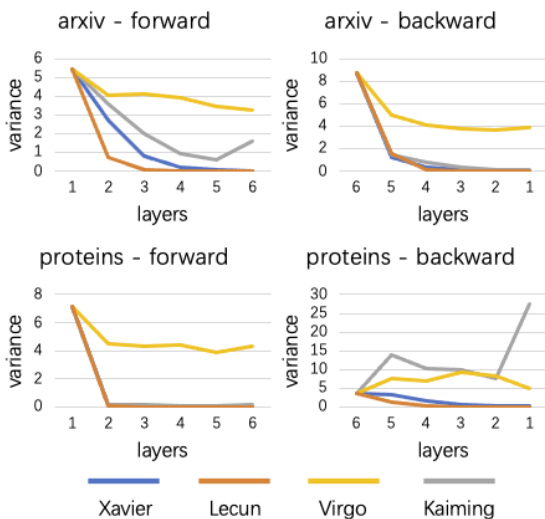 arxiv - forward
variance
6
5
4
3
2
1
0
1 2 3 4 5 6
layers
arxiv - backward
variance
10
8
6
4
2
0
6 5 4 3 2 1
layers
proteins - forward
variance
8
6
4
2
0
1 2 3 4 5 6
layers
proteins - backward
variance
30
25
20
15
10
5
0
6 5 4 3 2 1
layers
Xavier Lecun Virgo Kaiming